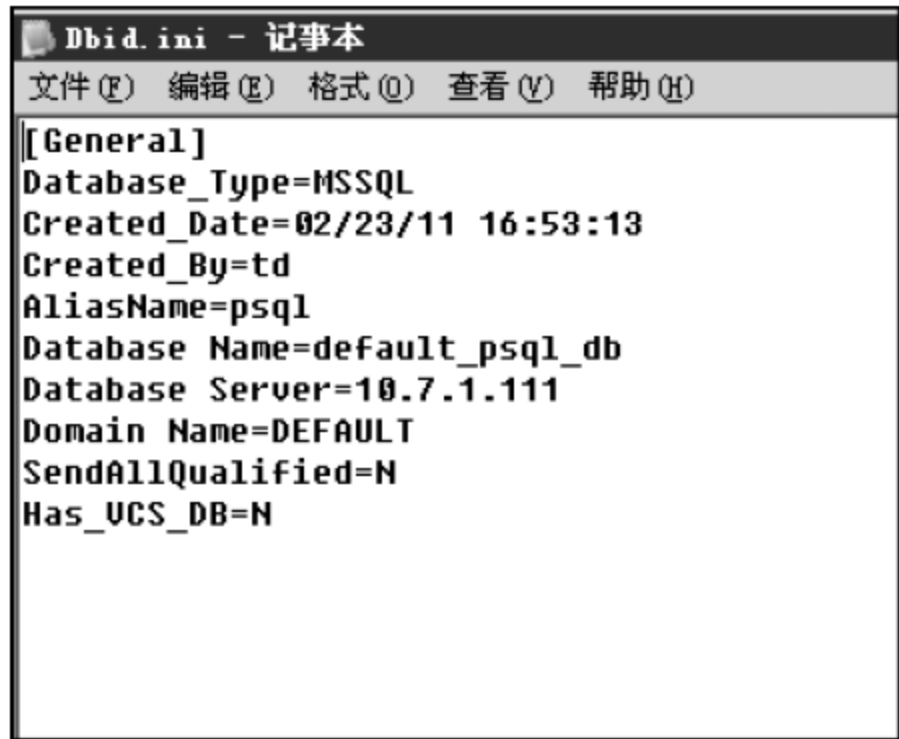 Dbid.ini - 记事本
文件(F) 编辑(E) 格式(O) 查看(V) 帮助(H)
[General]
Database_Type=MSSQL
Created_Date=02/23/11 16:53:13
Created_By=td
AliasName=psql
Database Name=default_psql_db
Database Server=10.7.1.111
Domain Name=DEFAULT
SendAllQualified=N
Has_VCS_DB=N